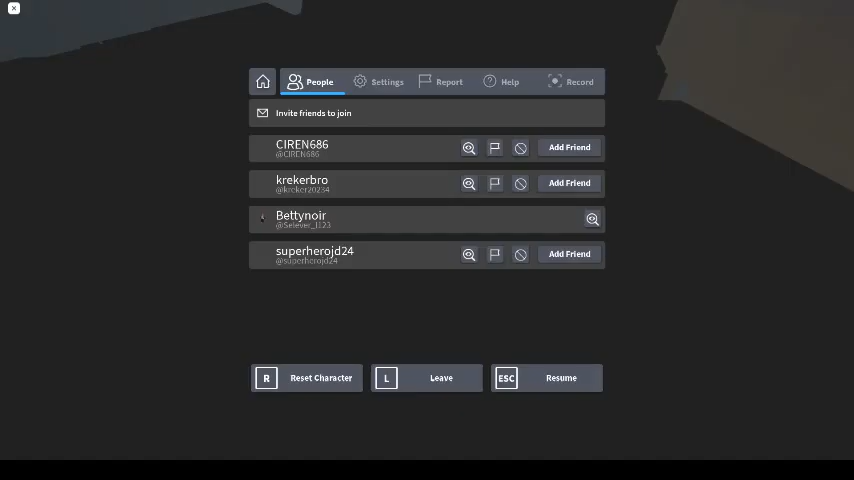 People Settings Report Help Record
Invite friends to join
CIREN686
@CIREN686
Add Friend
krekerbro
@kreker20234
Add Friend
Bettynoir
superherojd24
@superherojd24
Add Friend
R Reset Character L Leave ESC Resume